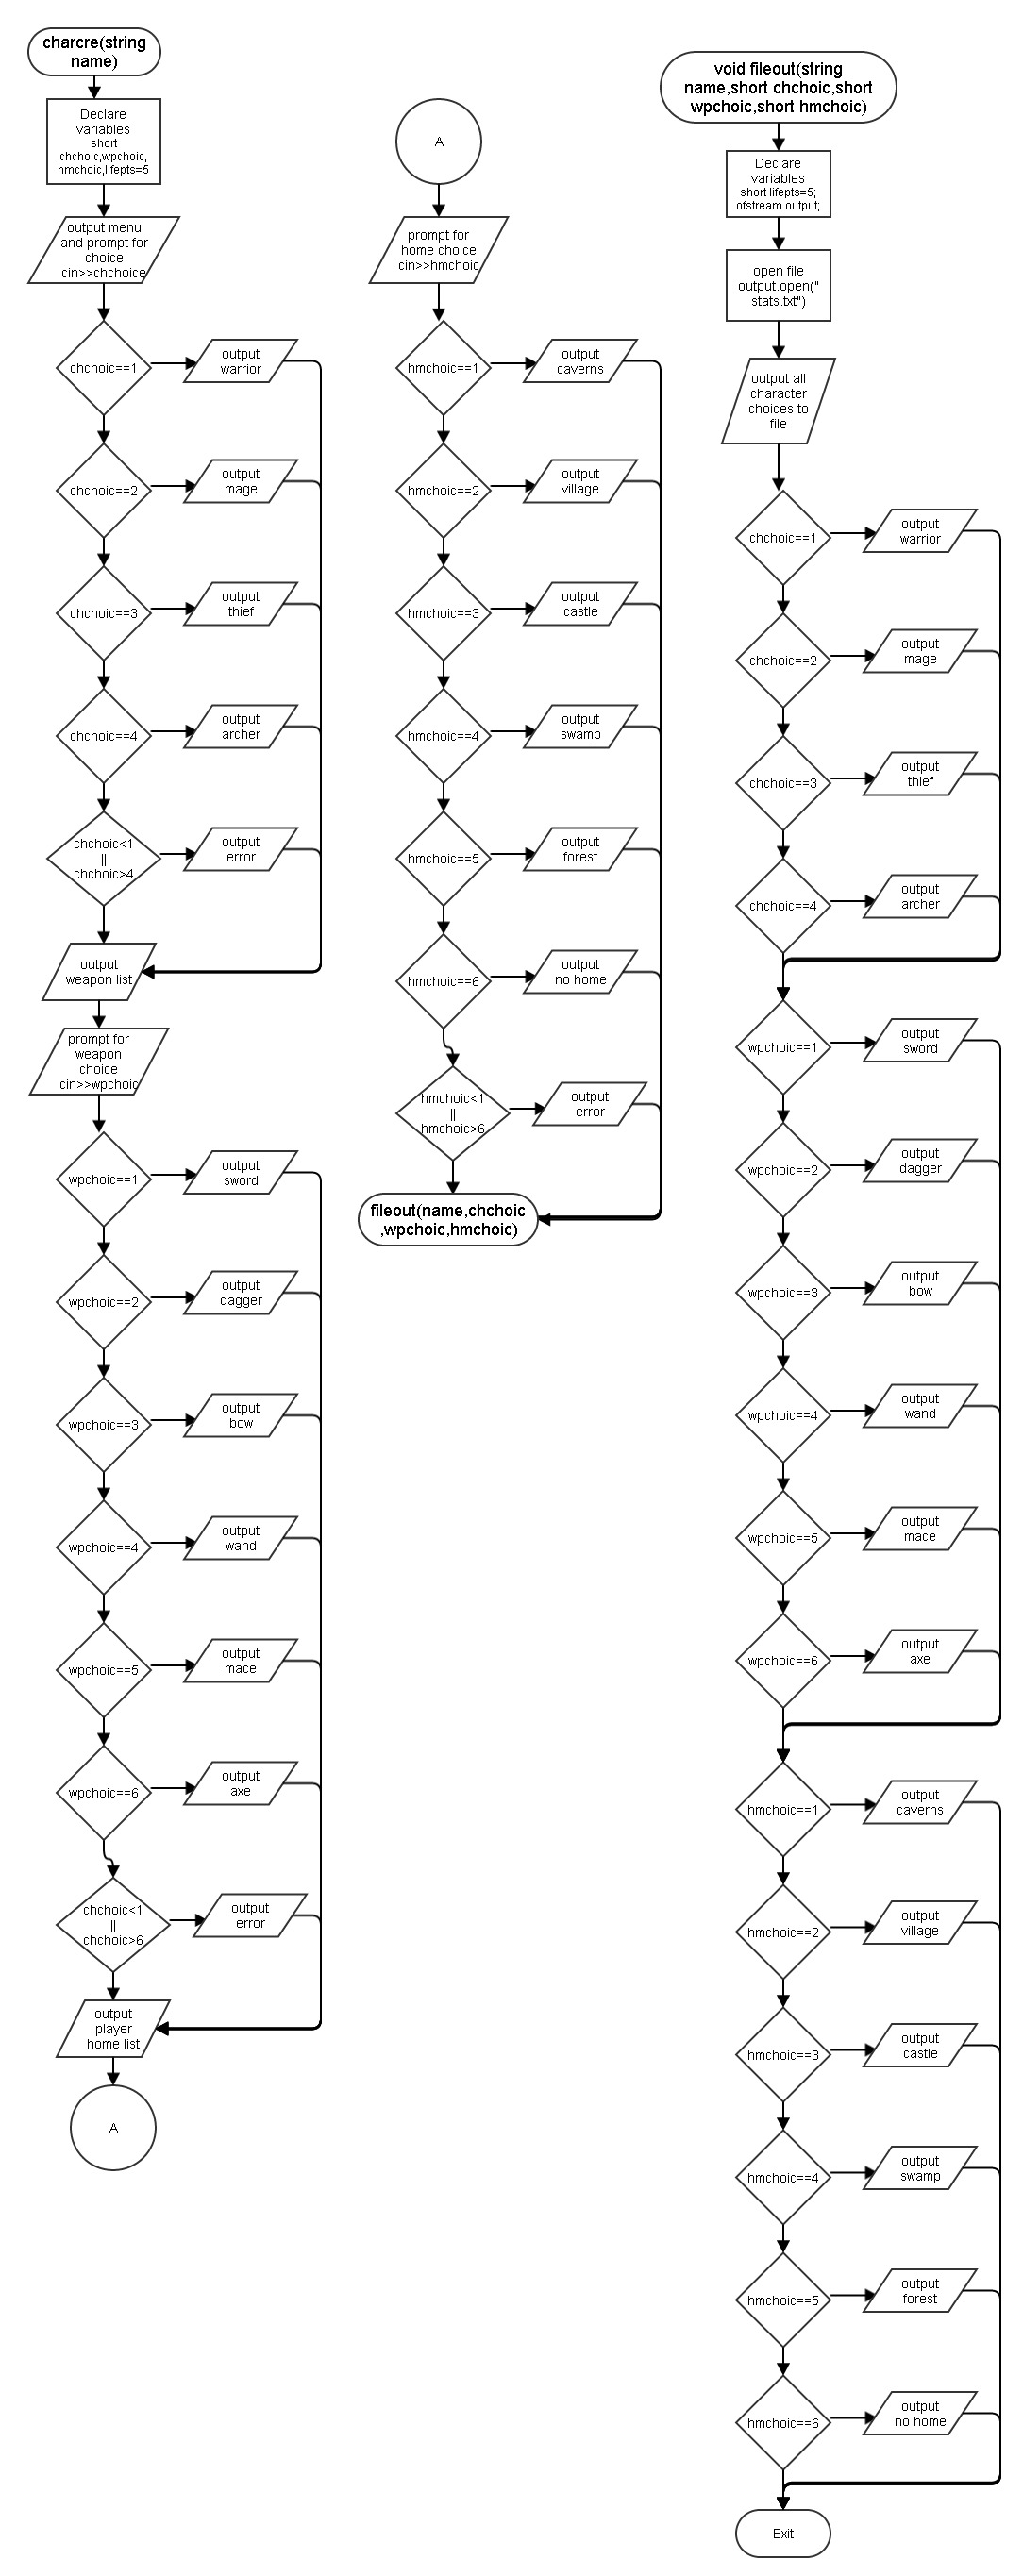 charcre(string
name)
Declare
variables
short
chchoic,wpchoic,
hmchoic,lifepts=5
output menu
and prompt for
choice
cin>>chchoice
chchoic==1
output
warrior
chchoic==2
output
mage
chchoic==3
output
thief
chchoic==4
output
archer
chchoic<1
||
chchoic>4
output
error
output
weapon list
prompt for
weapon
choice
cin>>wpchoic
wpchoic==1
output
sword
wpchoic==2
output
dagger
wpchoic==3
output
bow
wpchoic==4
output
wand
wpchoic==5
output
mace
wpchoic==6
output
axe
chchoic<1
||
chchoic>6
output
error
output
player
home list
A
A
prompt for
home choice
cin>>hmchoic
hmchoic==1
output
caverns
hmchoic==2
output
village
hmchoic==3
output
castle
hmchoic==4
output
swamp
hmchoic==5
output
forest
hmchoic==6
output
no home
hmchoic<1
||
hmchoic>6
output
error
fileout(name,chchoic
,wpchoic,hmchoic)
void fileout(string
name,short chchoic,short
wpchoic,short hmchoic)
Declare
variables
short lifepts=5;
ofstream output;
open file
output.open("
stats.txt")
output all
character
choices to
file
chchoic==1
output
warrior
chchoic==2
output
mage
chchoic==3
output
thief
chchoic==4
output
archer
wpchoic==1
output
sword
wpchoic==2
output
dagger
wpchoic==3
output
bow
wpchoic==4
output
wand
wpchoic==5
output
mace
wpchoic==6
output
axe
hmchoic==1
output
caverns
hmchoic==2
output
village
hmchoic==3
output
castle
hmchoic==4
output
swamp
hmchoic==5
output
forest
hmchoic==6
output
no home
Exit